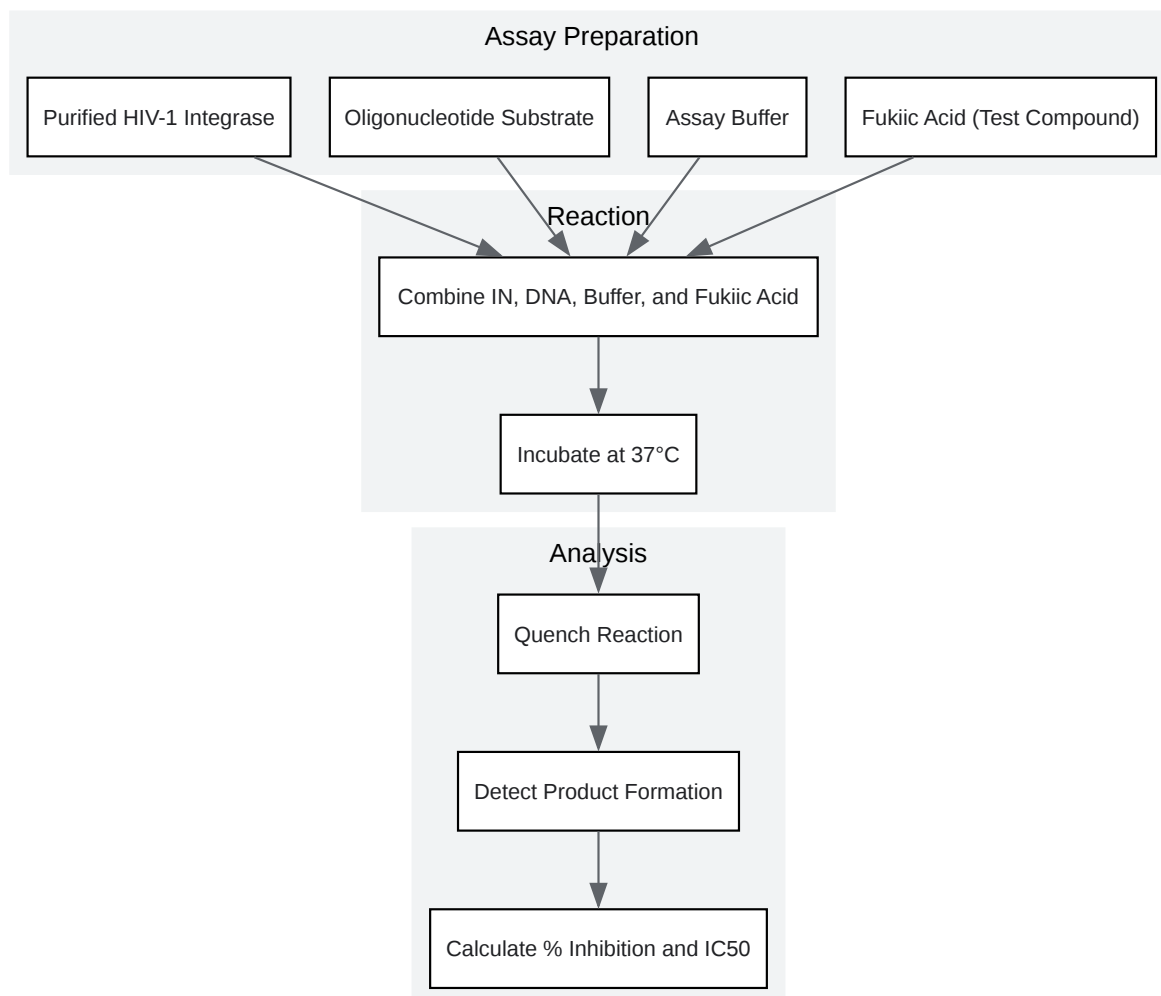 Assay Preparation
Purified HIV-1 Integrase
Oligonucleotide Substrate
Assay Buffer
Fukiic Acid (Test Compound)
Reaction
Combine IN, DNA, Buffer, and Fukiic Acid
Incubate at 37°C
Analysis
Quench Reaction
Detect Product Formation
Calculate % Inhibition and IC50